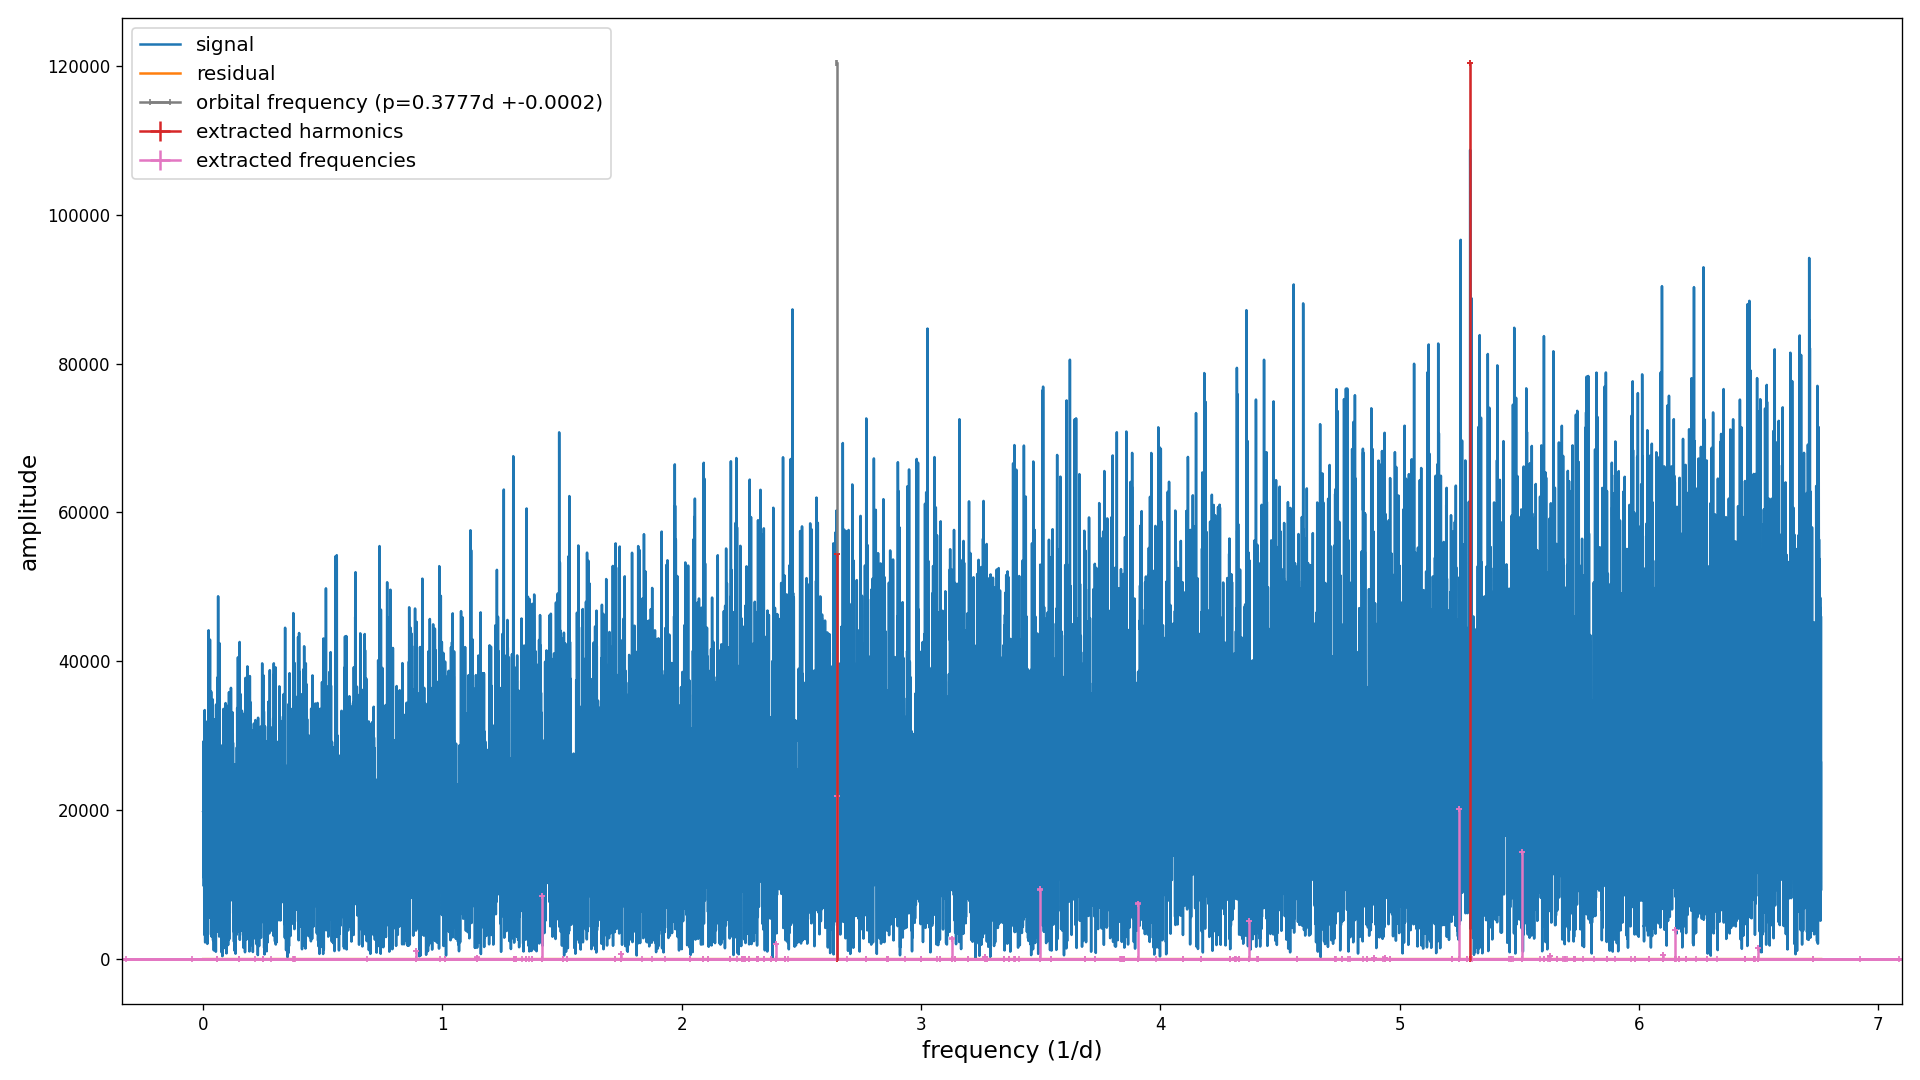 signal
residual
orbital frequency (p=0.3777d +-0.0002)
extracted harmonics
extracted frequencies
120000
100000
80000
60000
40000
20000
0
amplitude
0 1 2 3 4 5 6 7
frequency (1/d)